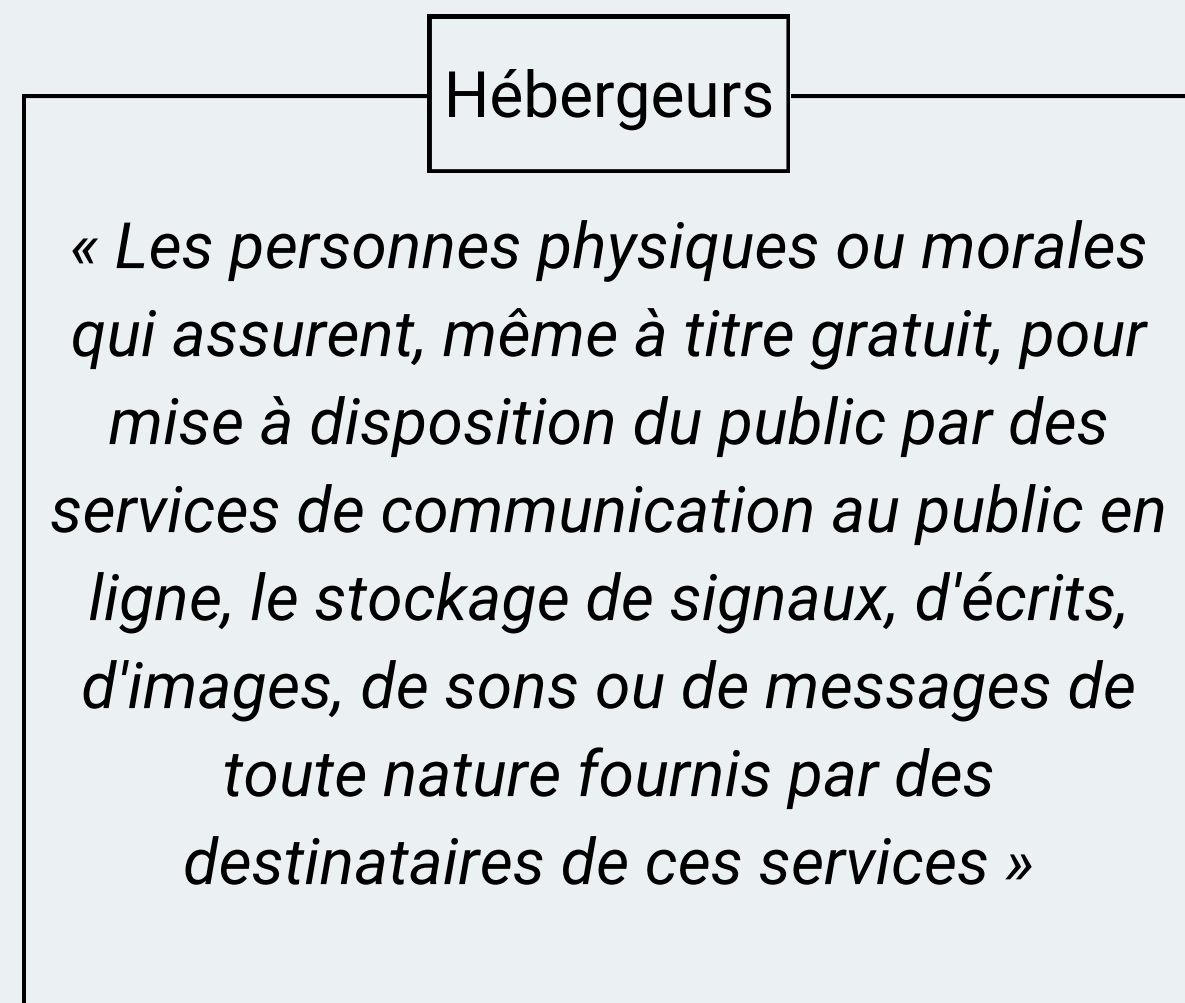 Hébergeurs
« Les personnes physiques ou morales
qui assurent, même à titre gratuit, pour
mise à disposition du public par des
services de communication au public en
ligne, le stockage de signaux, d'écrits,
d'images, de sons ou de messages de
toute nature fournis par des
destinataires de ces services »